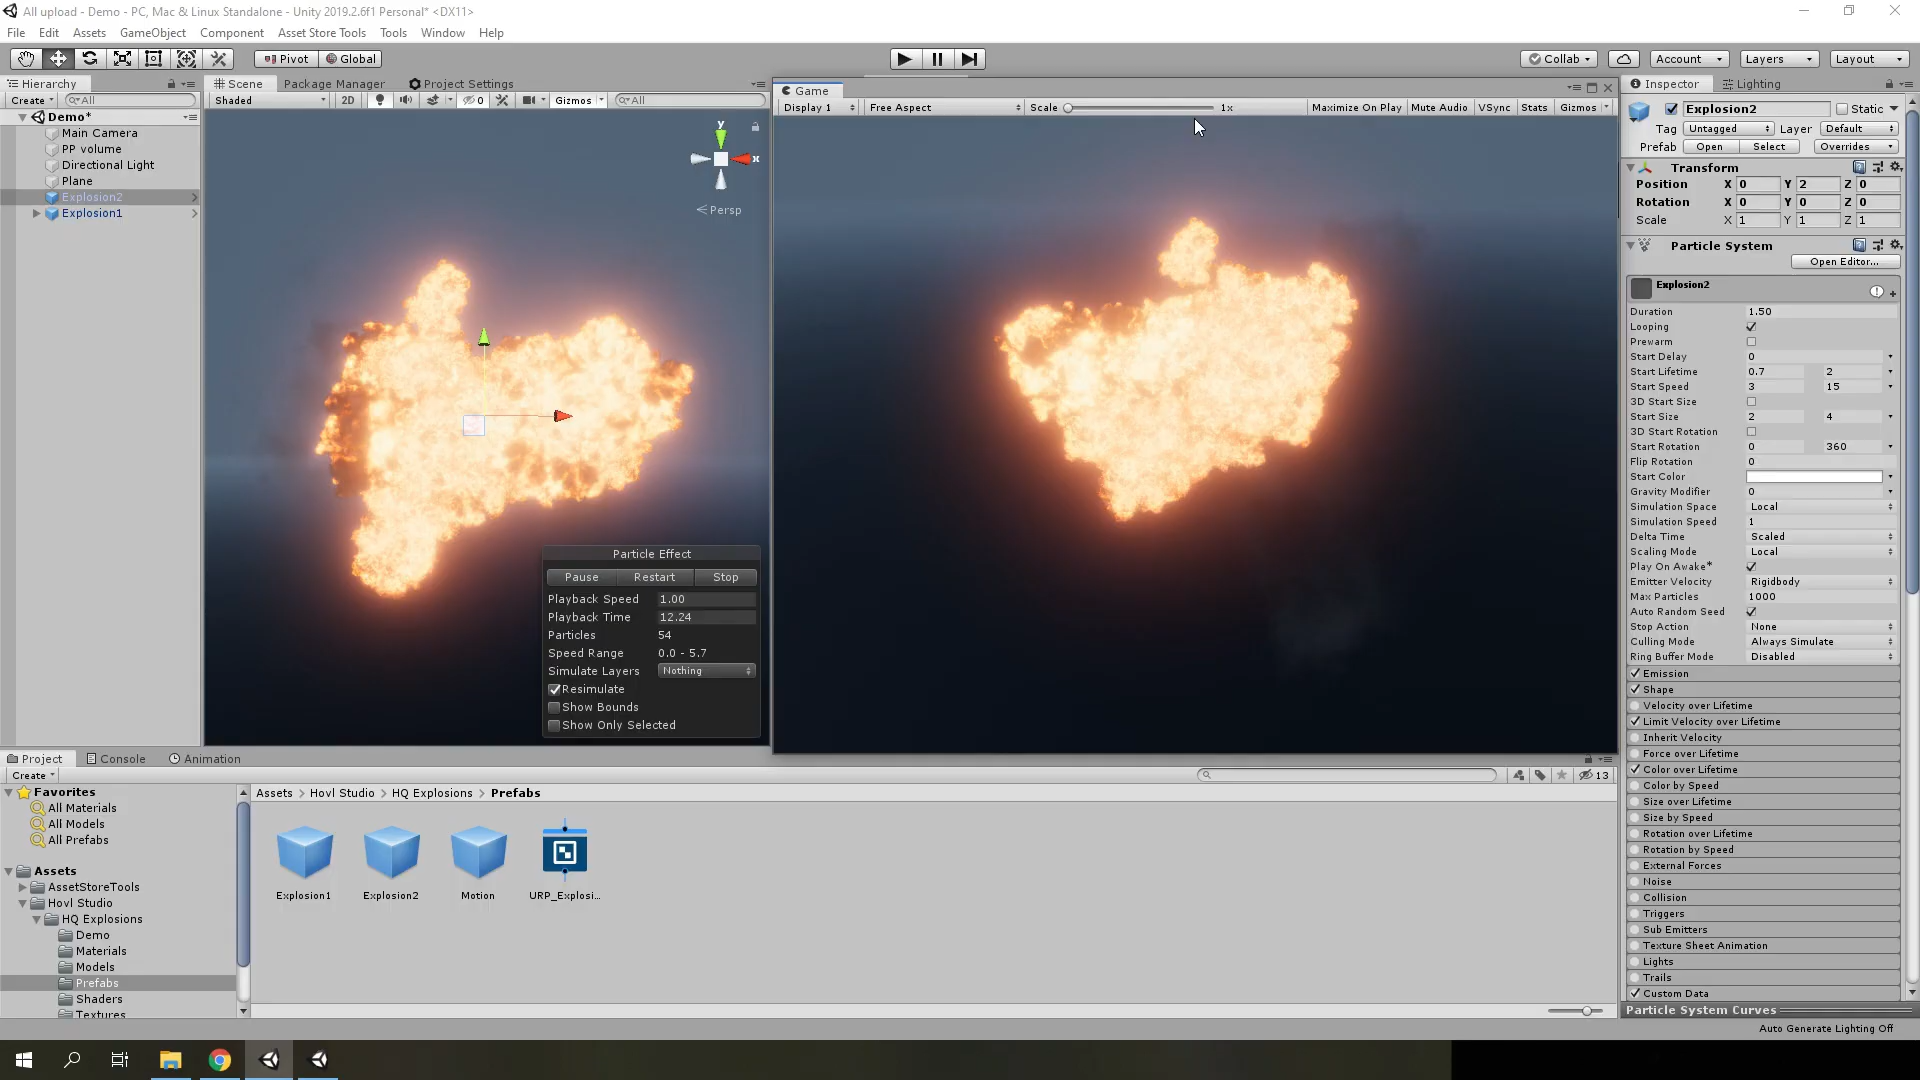 All upload - Demo - PC, Mac & Linux Standalone - Unity 2019.2.6f1 Personal* <DX11>
File Edit Assets GameObject Component Asset Store Tools Tools Window Help
Pivot Global
Collab Account Layers Layout
Hierarchy
Create All
Demo*
Main Camera
PP volume
Directional Light
Plane
Explosion2
Explosion1
Scene Package Manager Project Settings
Shaded 2D 0 Gizmos All
y
x
Persp
Particle Effect
Pause Restart Stop
Playback Speed 1.00
Playback Time 12.24
Particles 54
Speed Range 0.0 - 5.7
Simulate Layers Nothing
Resimulate
Show Bounds
Show Only Selected
Game
Display 1 Free Aspect Scale 1x Maximize On Play Mute Audio VSync Stats Gizmos
Inspector Lighting
Explosion2 Static
Tag Untagged Layer Default
Prefab Open Select Overrides
Transform
Position X 0 Y 2 Z 0
Rotation X 0 Y 0 Z 0
Scale X 1 Y 1 Z 1
Particle System
Open Editor...
Explosion2
Duration 1.50
Looping
Prewarm
Start Delay 0
Start Lifetime 0.7 2
Start Speed 3 15
3D Start Size
Start Size 2 4
3D Start Rotation
Start Rotation 0 360
Flip Rotation 0
Start Color
Gravity Modifier 0
Simulation Space Local
Simulation Speed 1
Delta Time Scaled
Scaling Mode Local
Play On Awake*
Emitter Velocity Rigidbody
Max Particles 1000
Auto Random Seed
Stop Action None
Culling Mode Always Simulate
Ring Buffer Mode Disabled
Emission
Shape
Velocity over Lifetime
Limit Velocity over Lifetime
Inherit Velocity
Force over Lifetime
Color over Lifetime
Color by Speed
Size over Lifetime
Size by Speed
Rotation over Lifetime
Rotation by Speed
External Forces
Noise
Collision
Triggers
Sub Emitters
Texture Sheet Animation
Lights
Trails
Custom Data
Particle System Curves
Auto Generate Lighting Off
Project Console Animation
Create 13
Favorites
All Materials
All Models
All Prefabs
Assets
AssetStoreTools
Hovl Studio
HQ Explosions
Demo
Materials
Models
Prefabs
Shaders
Textures
Assets > Hovl Studio > HQ Explosions > Prefabs
Explosion1 Explosion2 Motion URP_Explosi...